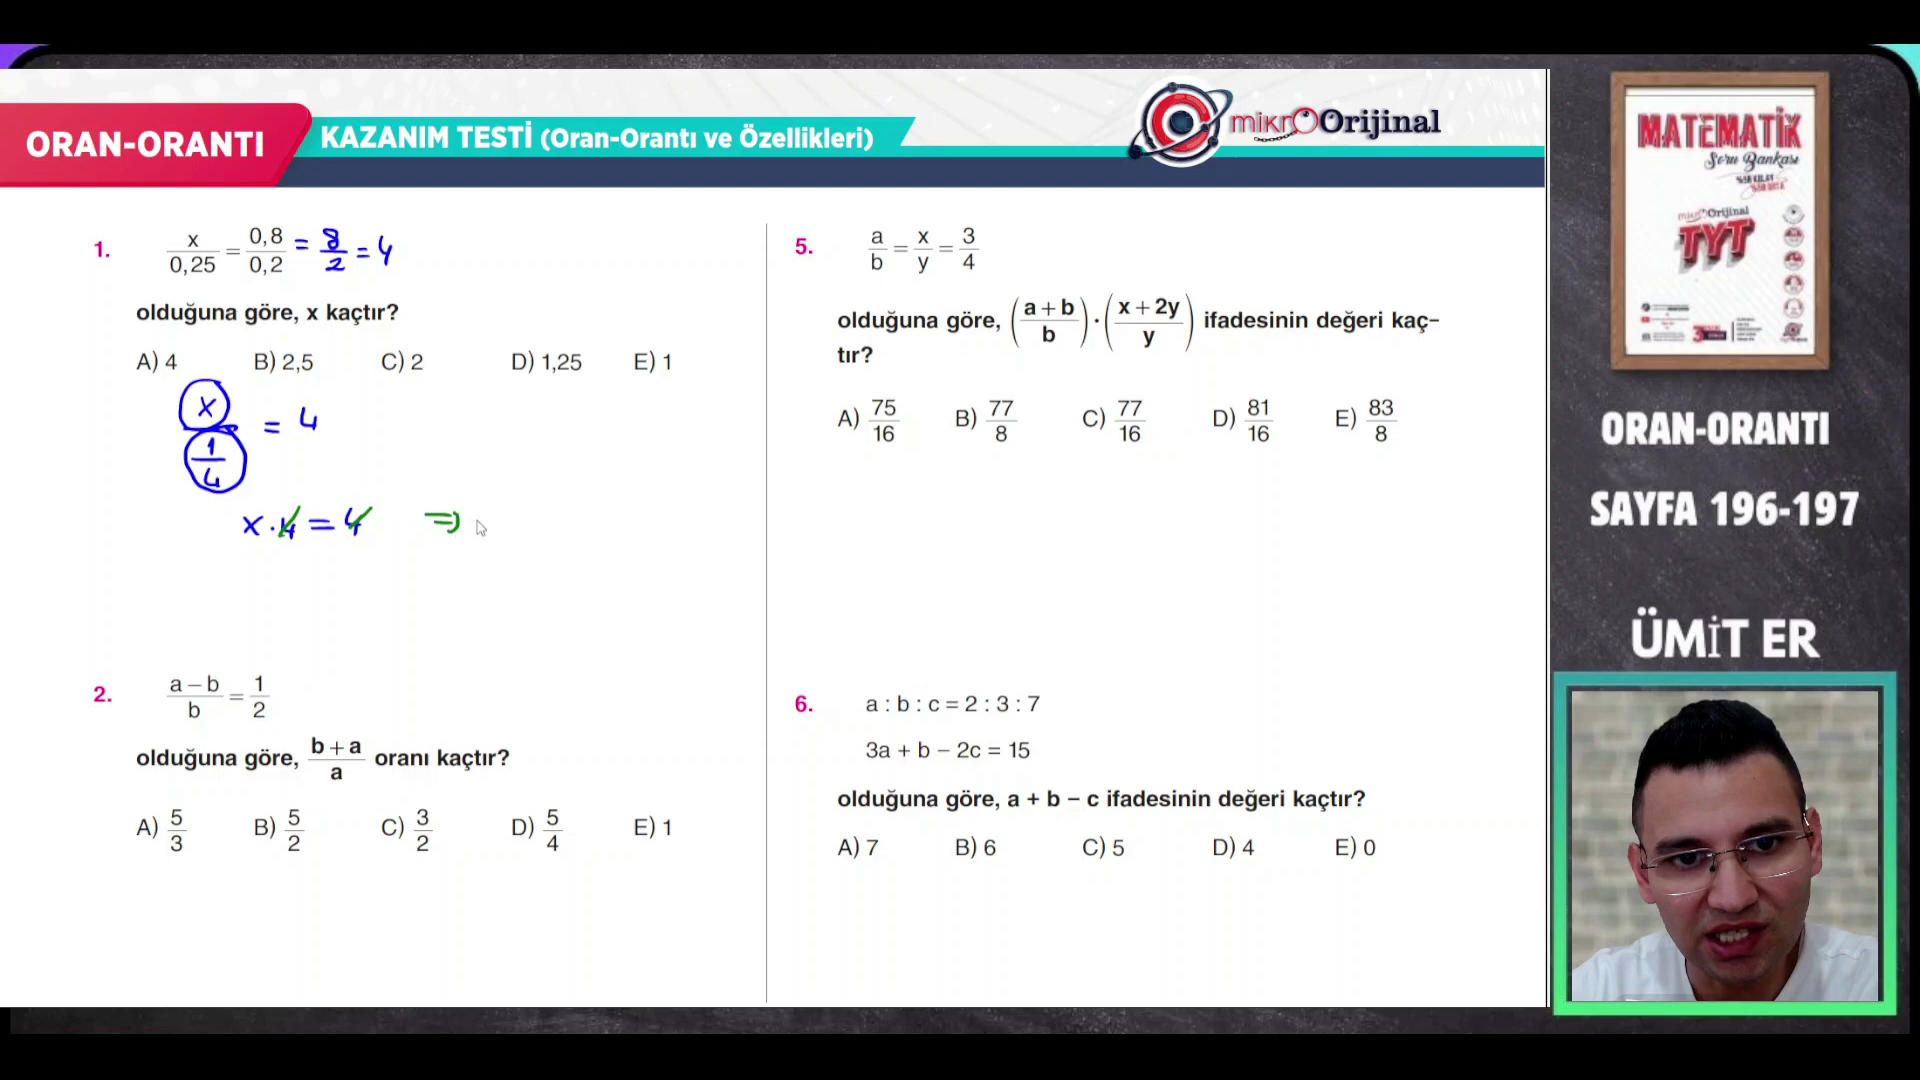 ORAN-ORANTI
KAZANIM TESTİ (Oran-Orantı ve Özellikleri)
mikro Orijinal
1. x/0,25 = 0,8/0,2 = 8/2 = 4
olduğuna göre, x kaçtır?
A) 4 B) 2,5 C) 2 D) 1,25 E) 1
x/(1/4) = 4
x · 4 = 4 ⇒
2. (a – b)/b = 1/2
olduğuna göre, (b + a)/a oranı kaçtır?
A) 5/3 B) 5/2 C) 3/2 D) 5/4 E) 1
5. a/b = x/y = 3/4
olduğuna göre, ((a + b)/b) · ((x + 2y)/y) ifadesinin değeri kaç-
tır?
A) 75/16 B) 77/8 C) 77/16 D) 81/16 E) 83/8
6. a : b : c = 2 : 3 : 7
3a + b – 2c = 15
olduğuna göre, a + b – c ifadesinin değeri kaçtır?
A) 7 B) 6 C) 5 D) 4 E) 0
MATEMATİK
Soru Bankası
mikro Orijinal
TYT
ORAN-ORANTI
SAYFA 196-197
ÜMİT ER